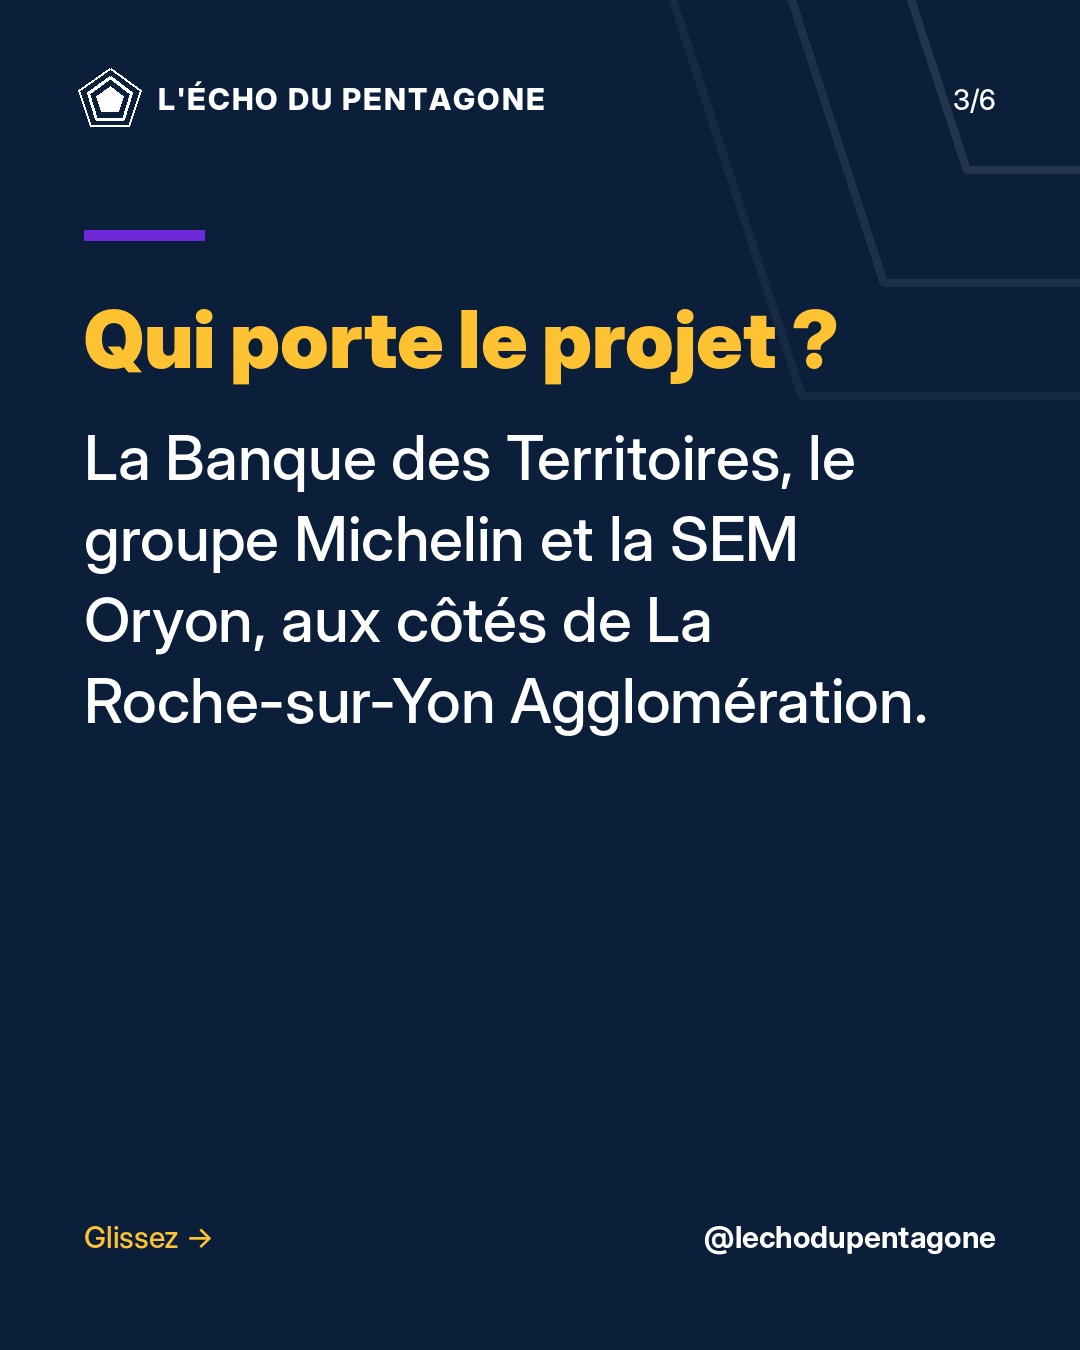 L'ÉCHO DU PENTAGONE
3/6
Qui porte le projet ?
La Banque des Territoires, le
groupe Michelin et la SEM
Oryon, aux côtés de La
Roche-sur-Yon Agglomération.
Glissez →
@lechodupentagone